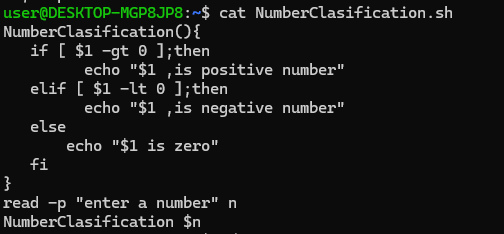 user@DESKTOP-MGP8JP8:~$ cat NumberClasification.sh
NumberClasification(){
   if [ $1 -gt 0 ];then
         echo "$1 ,is positive number"
   elif [ $1 -lt 0 ];then
         echo "$1 ,is negative number"
   else
       echo "$1 is zero"
   fi
}
read -p "enter a number" n
NumberClasification $n